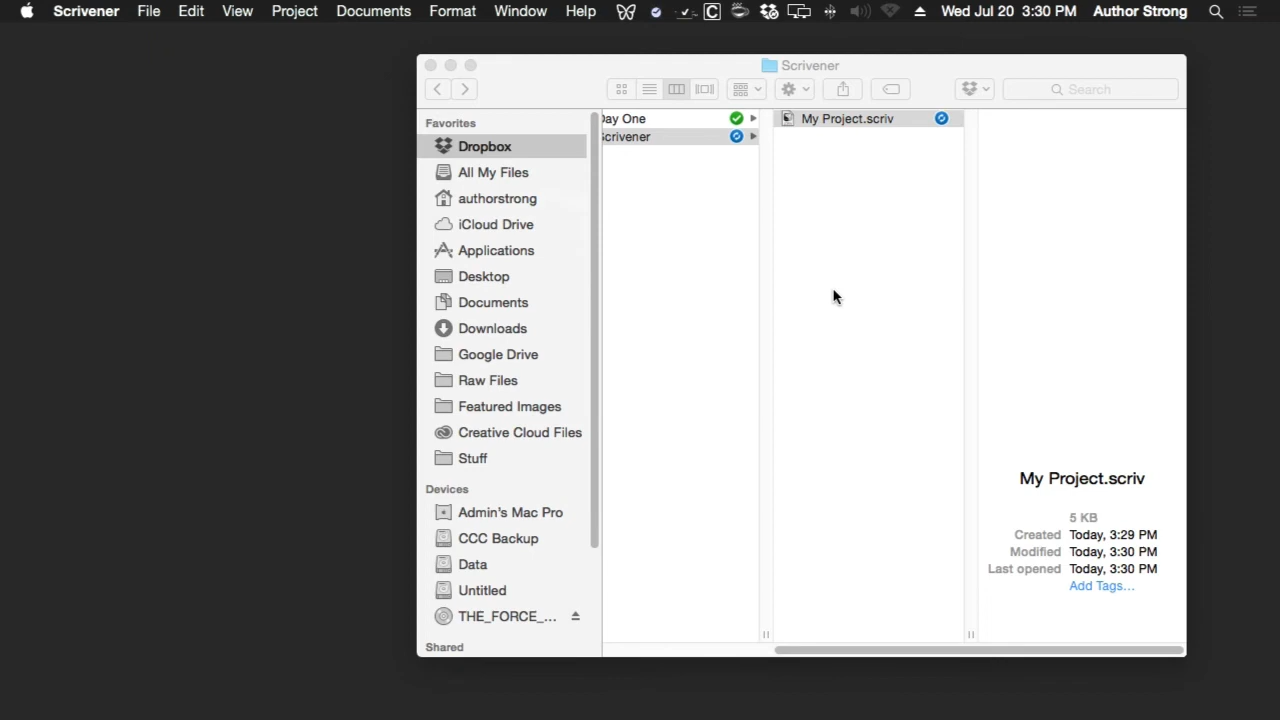 Scrivener File Edit View Project Documents Format Window Help Wed Jul 20 3:30 PM Author Strong
Scrivener
Search
Favorites
Dropbox
All My Files
authorstrong
iCloud Drive
Applications
Desktop
Documents
Downloads
Google Drive
Raw Files
Featured Images
Creative Cloud Files
Stuff
Devices
Admin's Mac Pro
CCC Backup
Data
Untitled
THE_FORCE_...
Shared
Day One
Scrivener
My Project.scriv
My Project.scriv
5 KB
Created Today, 3:29 PM
Modified Today, 3:30 PM
Last opened Today, 3:30 PM
Add Tags...